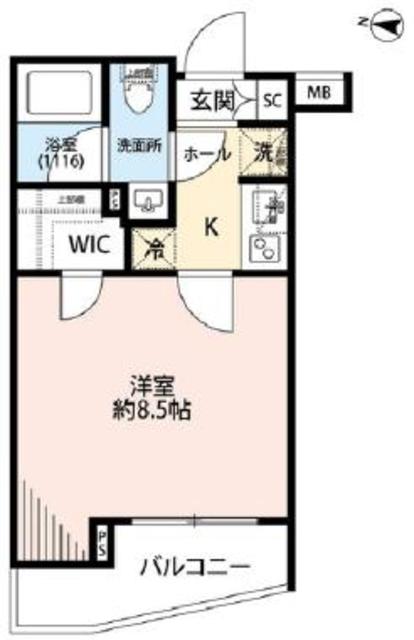 N
上部棚
玄関
SC
MB
浴室
(1116)
洗面所
ホール
洗
上部棚
PS
WIC
K
冷
洋室
約8.5帖
PS
バルコニー